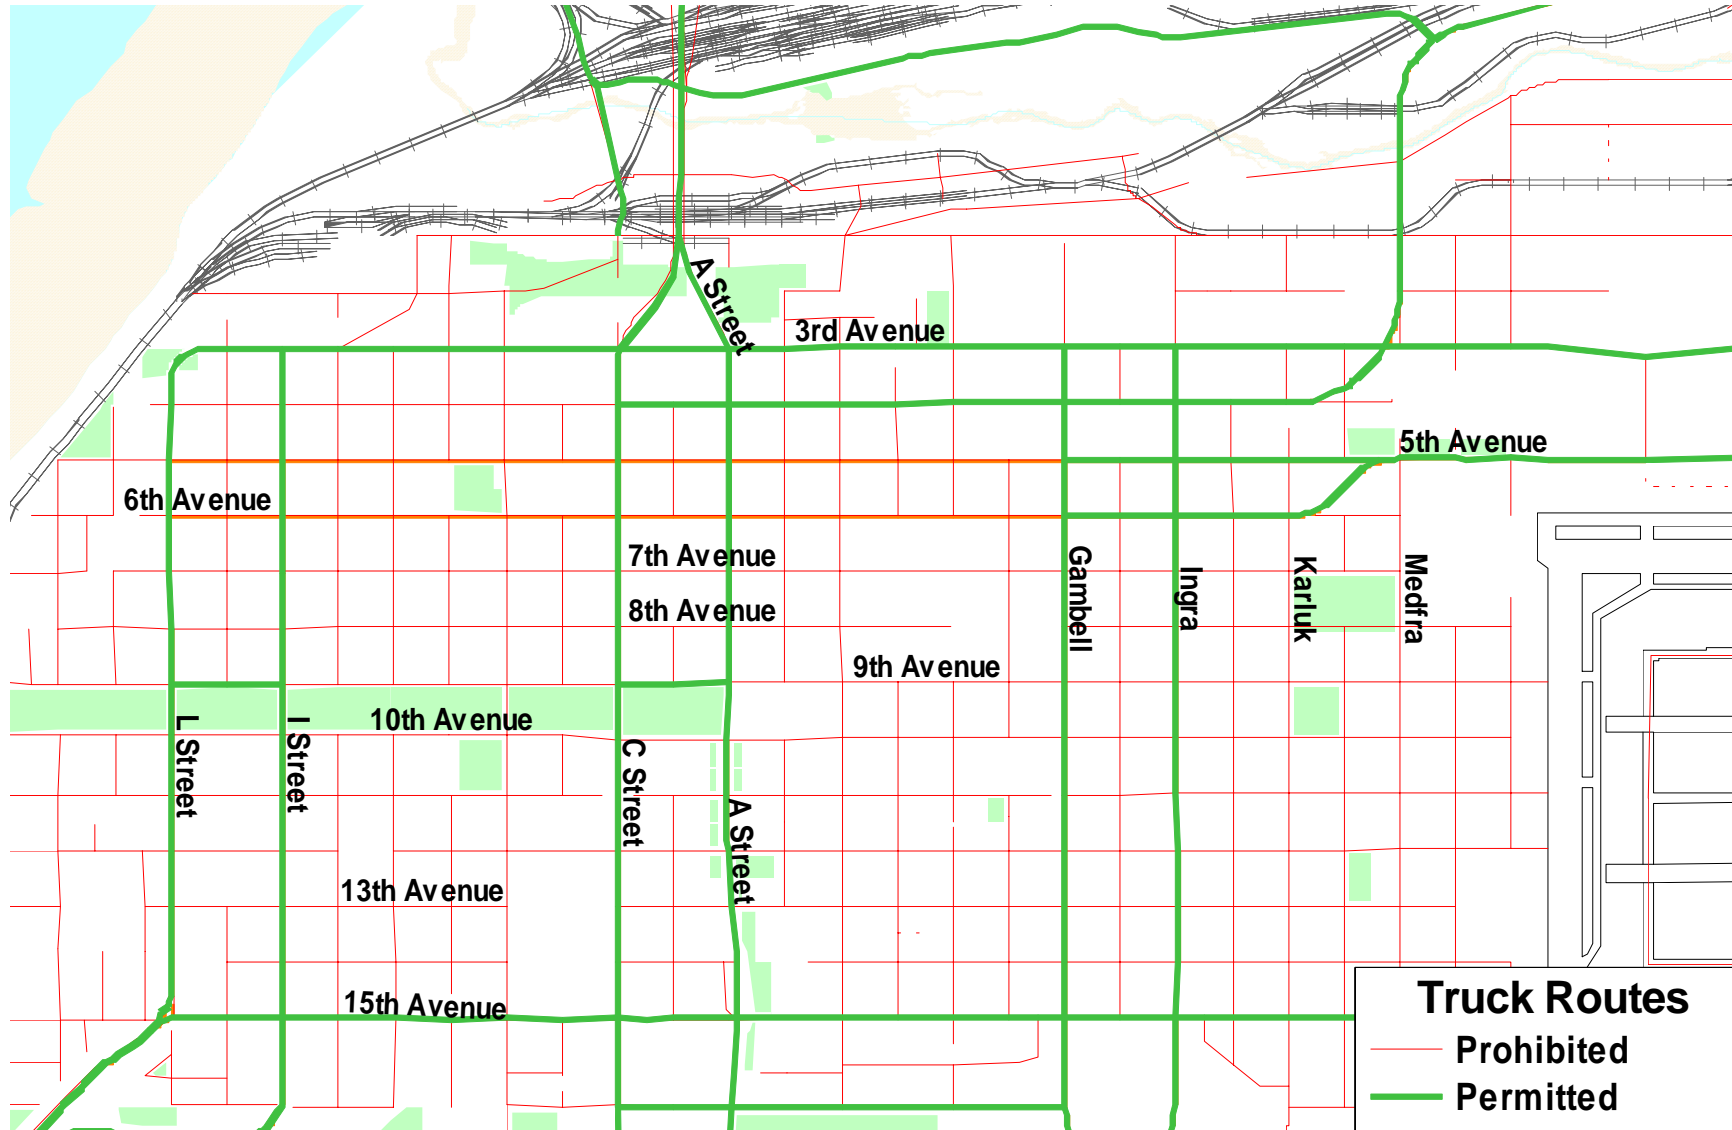 A Street
3rd Avenue
5th Avenue
6th Avenue
7th Avenue
Gambell
Ingra
Karluk
Medfra
8th Avenue
9th Avenue
10th Avenue
L Street
I Street
C Street
A Street
13th Avenue
15th Avenue
Truck Routes
Prohibited
Permitted